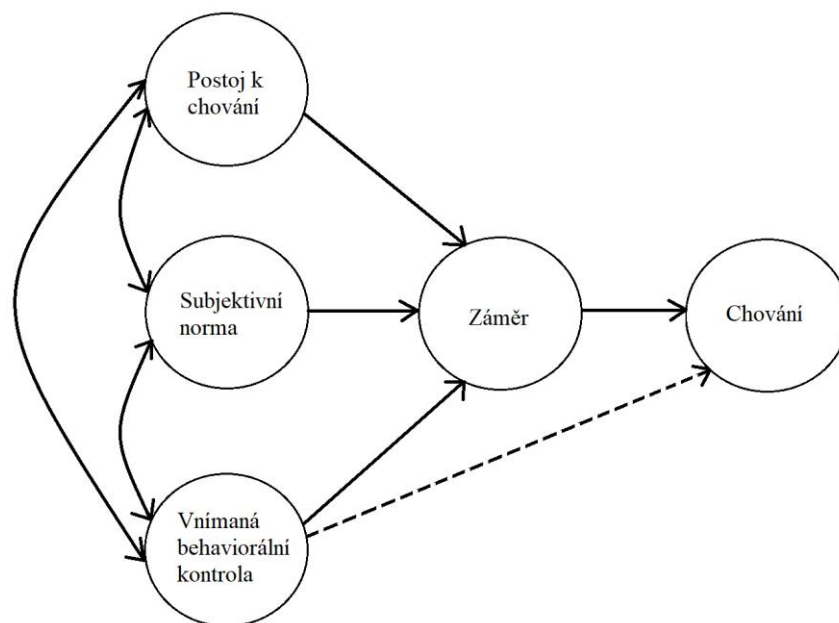 Postoj k
chování
Subjektivní
norma
Záměr
Chování
Vnímaná
behaviorální
kontrola